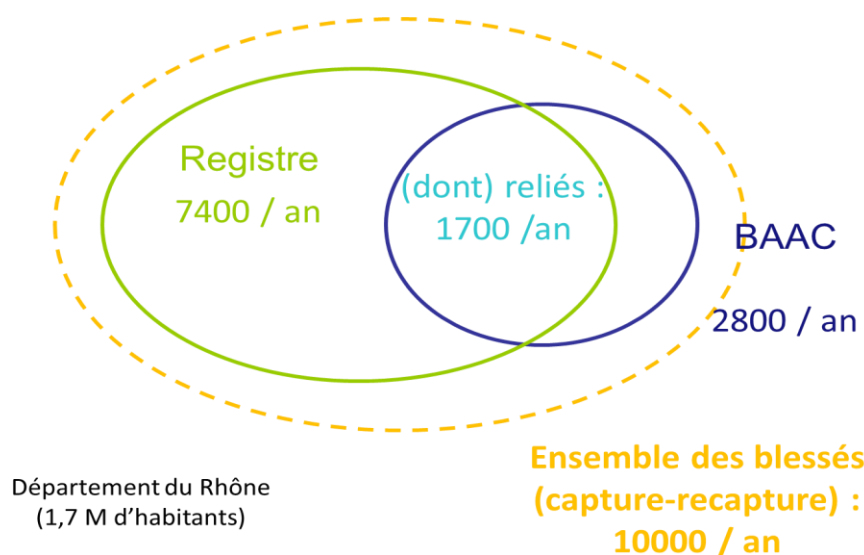 Registre
7400 / an
(dont) reliés :
1700 /an
BAAC
2800 / an
Département du Rhône
(1,7 M d’habitants)
Ensemble des blessés
(capture-recapture) :
10000 / an